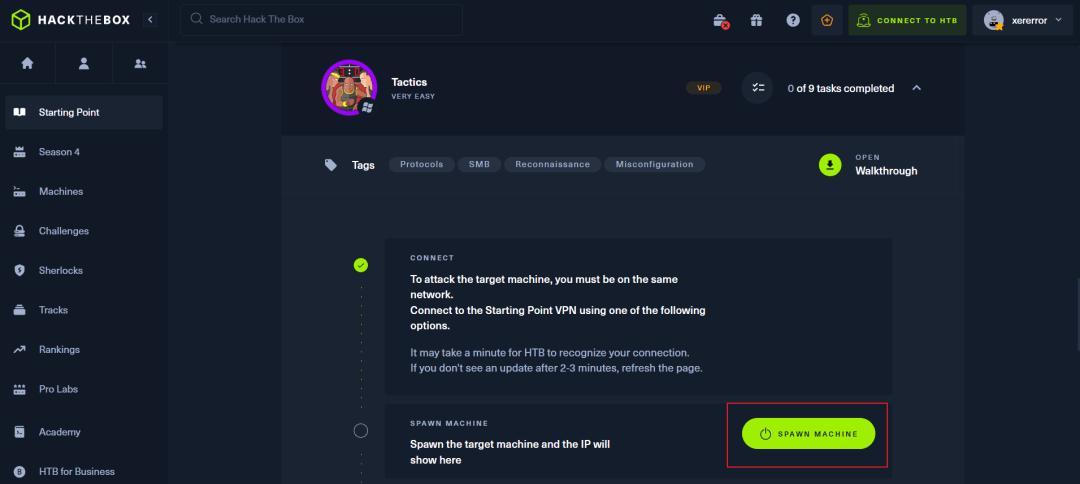 HACKTHEBOX
Search Hack The Box
CONNECT TO HTB
xererror
Starting Point
Season 4
Machines
Challenges
Sherlocks
Tracks
Rankings
Pro Labs
Academy
HTB for Business
Tactics
VERY EASY
VIP
0 of 9 tasks completed
Tags
Protocols
SMB
Reconnaissance
Misconfiguration
OPEN
Walkthrough
CONNECT
To attack the target machine, you must be on the same
network.
Connect to the Starting Point VPN using one of the following
options.
It may take a minute for HTB to recognize your connection.
If you don't see an update after 2-3 minutes, refresh the page.
SPAWN MACHINE
Spawn the target machine and the IP will
show here
SPAWN MACHINE